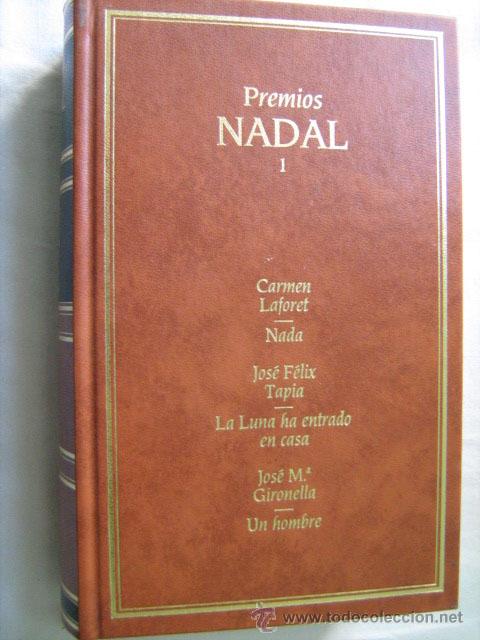 Premios
NADAL
1
Carmen
Laforet
Nada
José Félix
Tapia
La Luna ha entrado
en casa
José M.ª
Gironella
Un hombre
www.todocoleccion.net